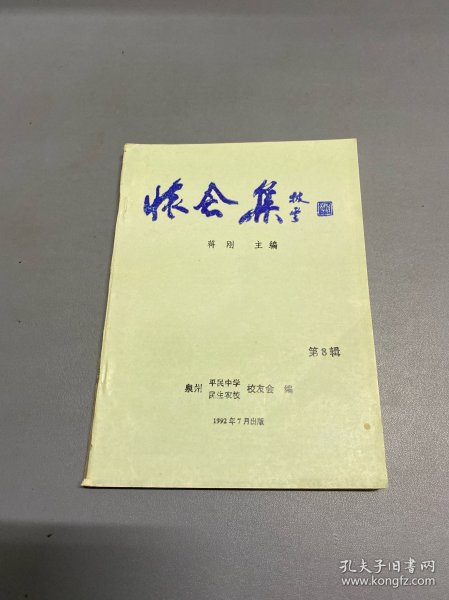 怀念集
蒋刚 主编
第8辑
泉州 平民中学 民生农校 校友会 编
1992年7月出版
孔夫子旧书网
www.kongfz.com